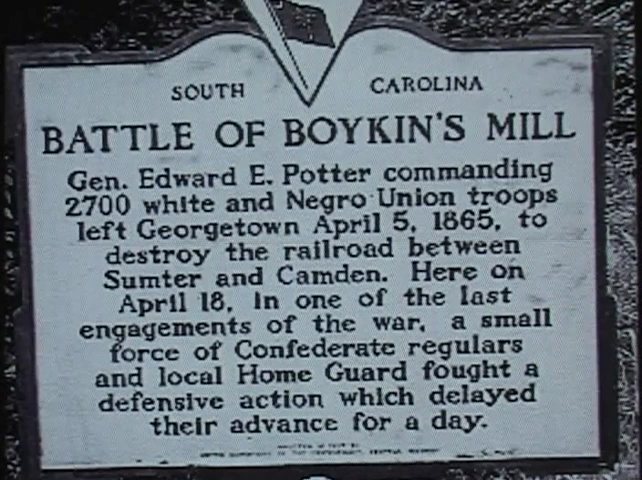 SOUTH CAROLINA
BATTLE OF BOYKIN'S MILL
Gen. Edward E. Potter commanding
2700 white and Negro Union troops
left Georgetown April 5, 1865, to
destroy the railroad between
Sumter and Camden. Here on
April 18, in one of the last
engagements of the war, a small
force of Confederate regulars
and local Home Guard fought a
defensive action which delayed
their advance for a day.